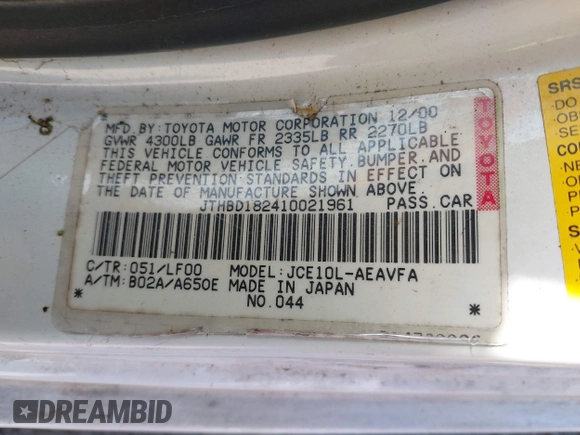 MFD. BY: TOYOTA MOTOR CORPORATION 12/00
GVWR 4300LB GAWR FR 2335LB RR 2270LB
THIS VEHICLE CONFORMS TO ALL APPLICABLE
FEDERAL MOTOR VEHICLE SAFETY, BUMPER, AND
THEFT PREVENTION STANDARDS IN EFFECT ON
THE DATE OF MANUFACTURE SHOWN ABOVE.
JTHBD182410021961 PASS.CAR
C/TR: 051/LF00 MODEL: JCE10L-AEAVFA
A/TM: B02A/A650E MADE IN JAPAN
* NO.044 *
TOYOTA
SRS
DO
OBS
SEE
DREAMBID